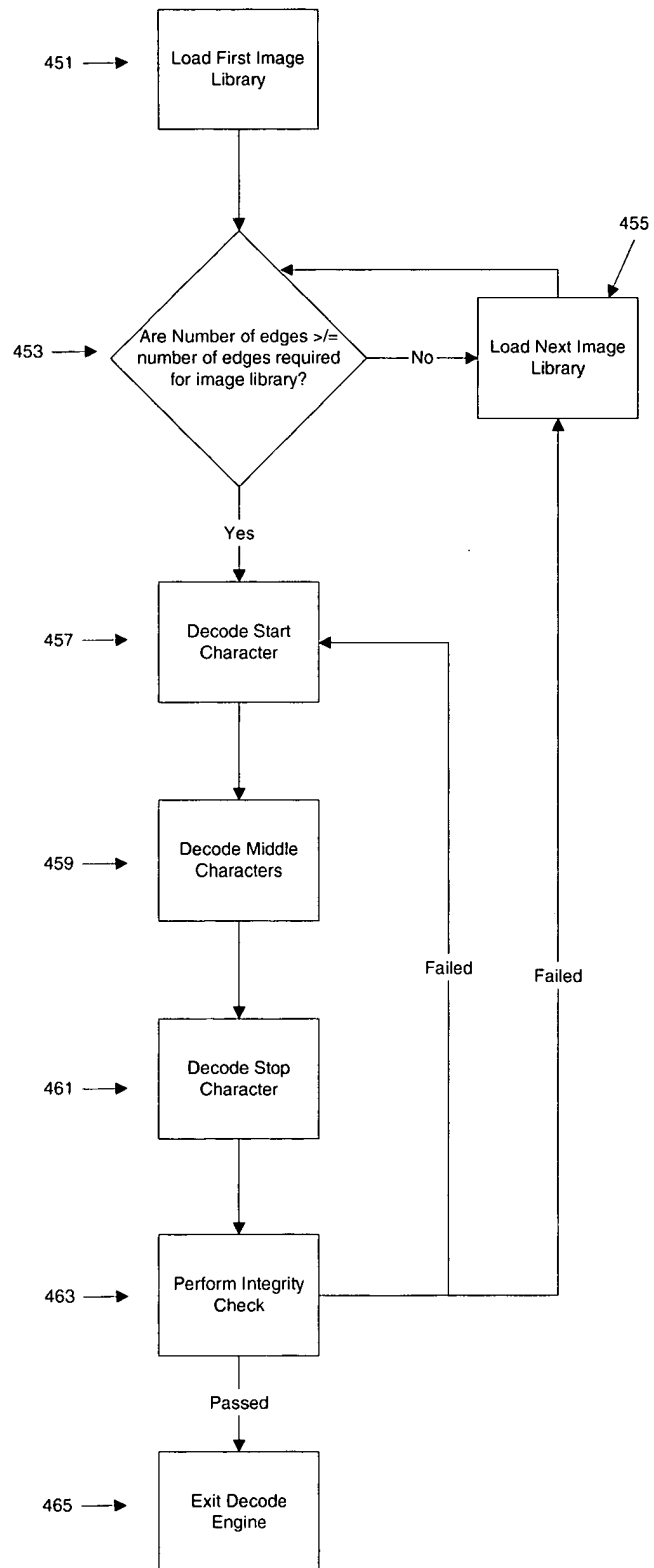 451
Load First Image
Library
455
Load Next Image
Library
453
Are Number of edges >/=
number of edges required
for image library?
No
Yes
457
Decode Start
Character
459
Decode Middle
Characters
Failed
Failed
461
Decode Stop
Character
463
Perform Integrity
Check
Passed
465
Exit Decode
Engine